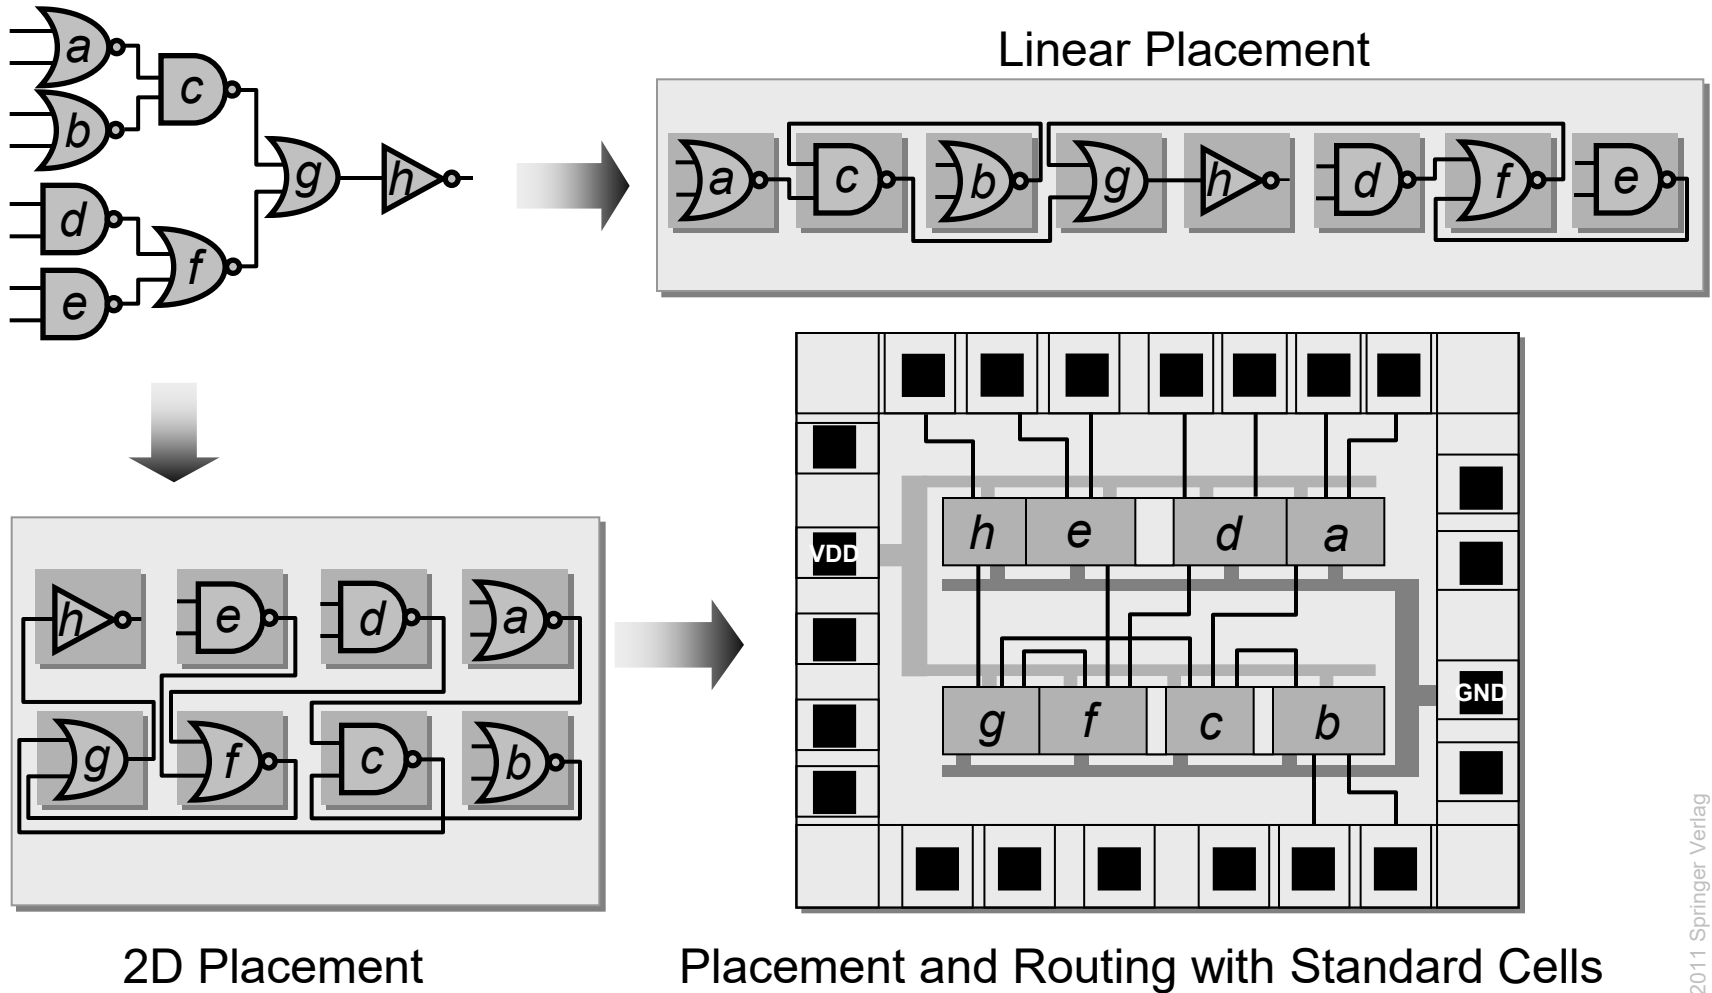 Linear Placement
a
c
b
g
h
d
f
e
a
c
b
g
h
d
f
e
h
e
d
a
g
f
c
b
VDD
h
e
d
a
GND
g
f
c
b
2D Placement
Placement and Routing with Standard Cells
2011 Springer Verlag